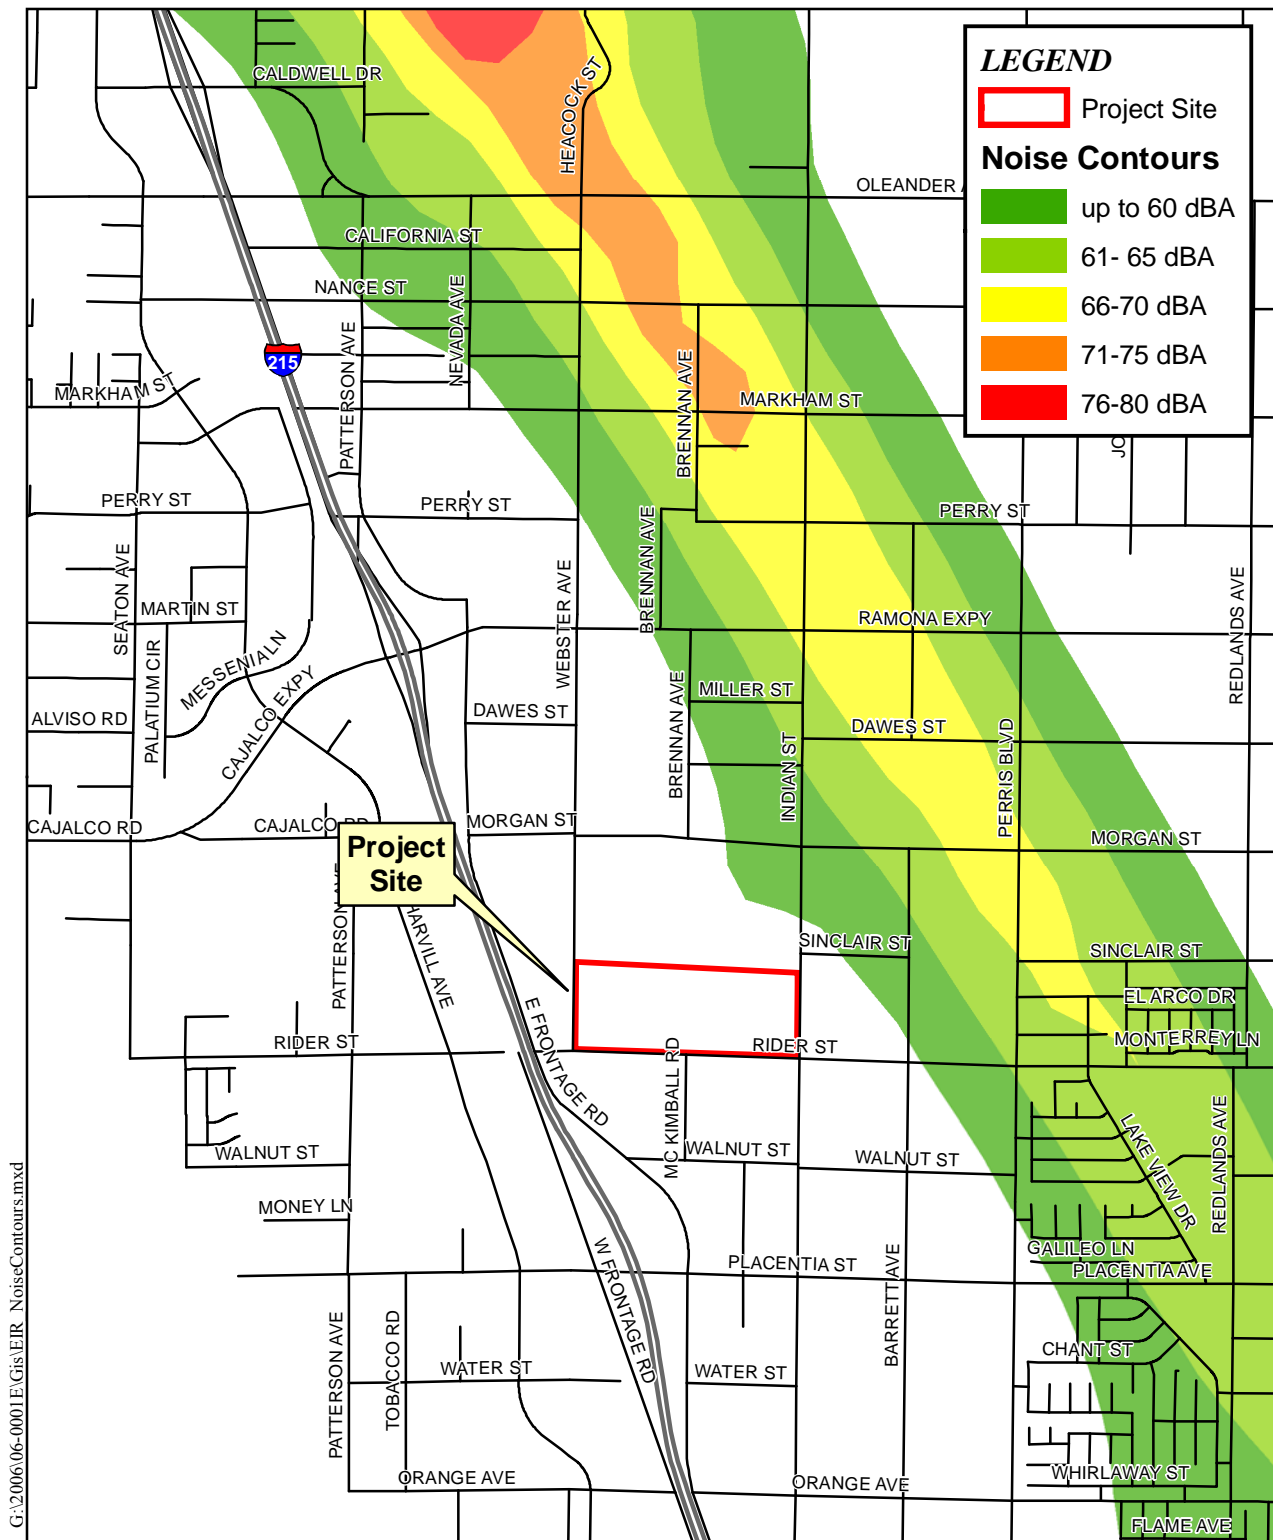 LEGEND
Project Site
Noise Contours
up to 60 dBA
61- 65 dBA
66-70 dBA
71-75 dBA
76-80 dBA
CALDWELL DR
HEACOCK ST
OLEANDER
CALIFORNIA ST
NANCE ST
NEVADA AVE
PATTERSON AVE
215
MARKHAM ST
BRENNAN AVE
MARKHAM ST
JO
PERRY ST
PERRY ST
PERRY ST
SEATON AVE
BRENNAN AVE
WEBSTER AVE
REDLANDS AVE
MARTIN ST
RAMONA EXPY
PALATIUM CIR
MESSENIA LN
CAJALCO EXPY
BRENNAN AVE
MILLER ST
ALVISO RD
DAWES ST
DAWES ST
INDIAN ST
PERRIS BLVD
CAJALCO RD
CAJALCO RD
MORGAN ST
MORGAN ST
Project
Site
PATTERSON AVE
HARVILL AVE
SINCLAIR ST
SINCLAIR ST
EL ARCO DR
MONTERREY LN
RIDER ST
E FRONTAGE RD
MC KIMBALL RD
RIDER ST
WALNUT ST
WALNUT ST
WALNUT ST
LAKE VIEW DR
REDLANDS AVE
MONEY LN
W FRONTAGE RD
PLACENTIA ST
BARRETT AVE
GALILEO LN
PLACENTIA AVE
PATTERSON AVE
TOBACCO RD
WATER ST
WATER ST
CHANT ST
ORANGE AVE
ORANGE AVE
WHIRLAWAY ST
FLAME AVE
G:\2006\06-0001E\Gis\EIR_NoiseContours.mxd